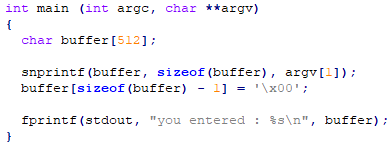 int main (int argc, char **argv)
{
char buffer[512];
snprintf(buffer, sizeof(buffer), argv[1]);
buffer[sizeof(buffer) - 1] = '\x00';
fprintf(stdout, "you entered : %s\n", buffer);
}